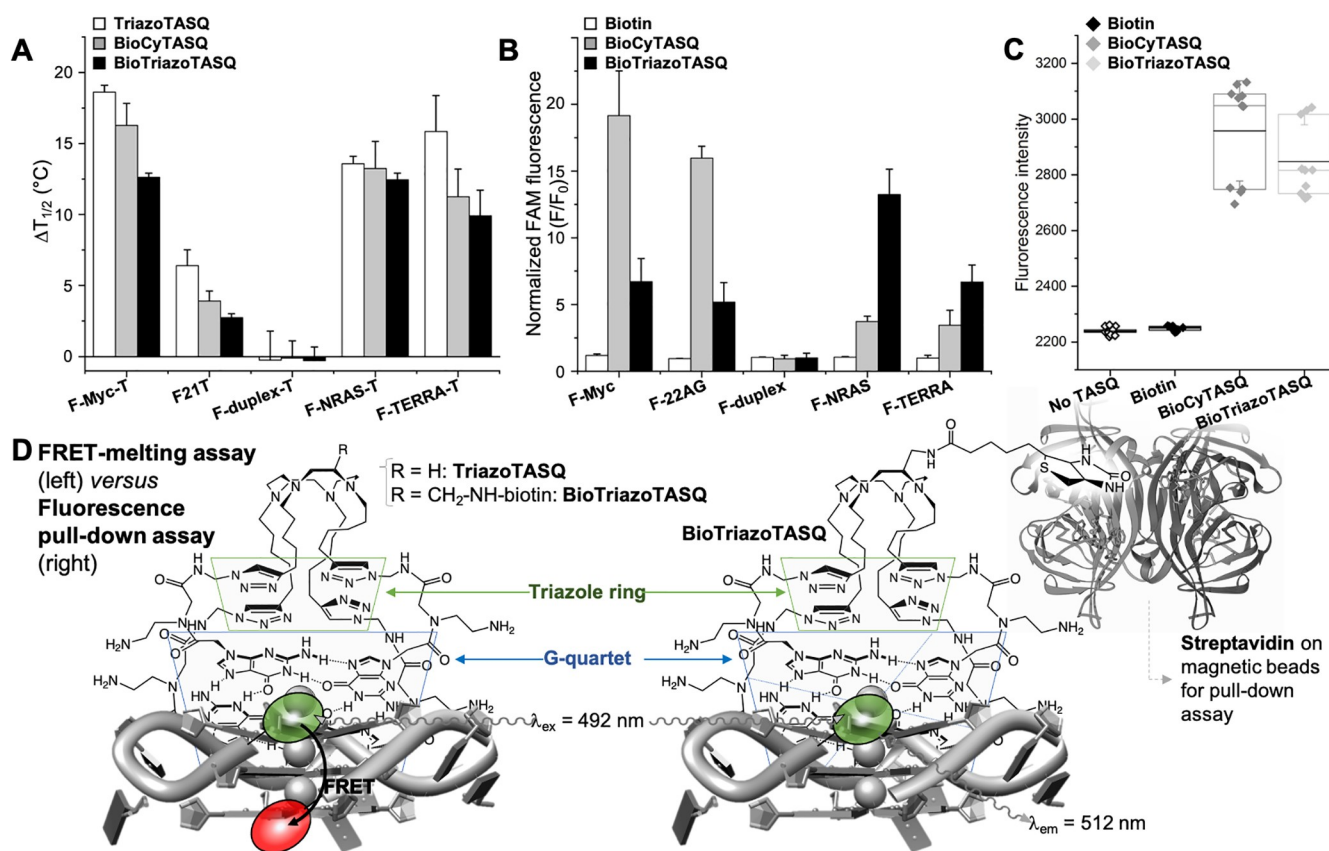 A
TriazoTASQ
BioCyTASQ
BioTriazoTASQ
ΔT1/2 (°C)
20
15
10
5
0
F-Myc-T
F21T
F-duplex-T
F-NRAS-T
F-TERRA-T
B
Biotin
BioCyTASQ
BioTriazoTASQ
Normalized FAM fluorescence
(F/F0)
20
15
10
5
0
F-Myc
F-22AG
F-duplex
F-NRAS
F-TERRA
C
Biotin
BioCyTASQ
BioTriazoTASQ
Flurorescence intensity
3200
3000
2800
2600
2400
2200
No TASQ
Biotin
BioCyTASQ
BioTriazoTASQ
D FRET-melting assay
(left) versus
Fluorescence
pull-down assay
(right)
R
R = H: TriazoTASQ
R = CH2-NH-biotin: BioTriazoTASQ
BioTriazoTASQ
Triazole ring
G-quartet
λex = 492 nm
FRET
λem = 512 nm
Streptavidin on
magnetic beads
for pull-down
assay